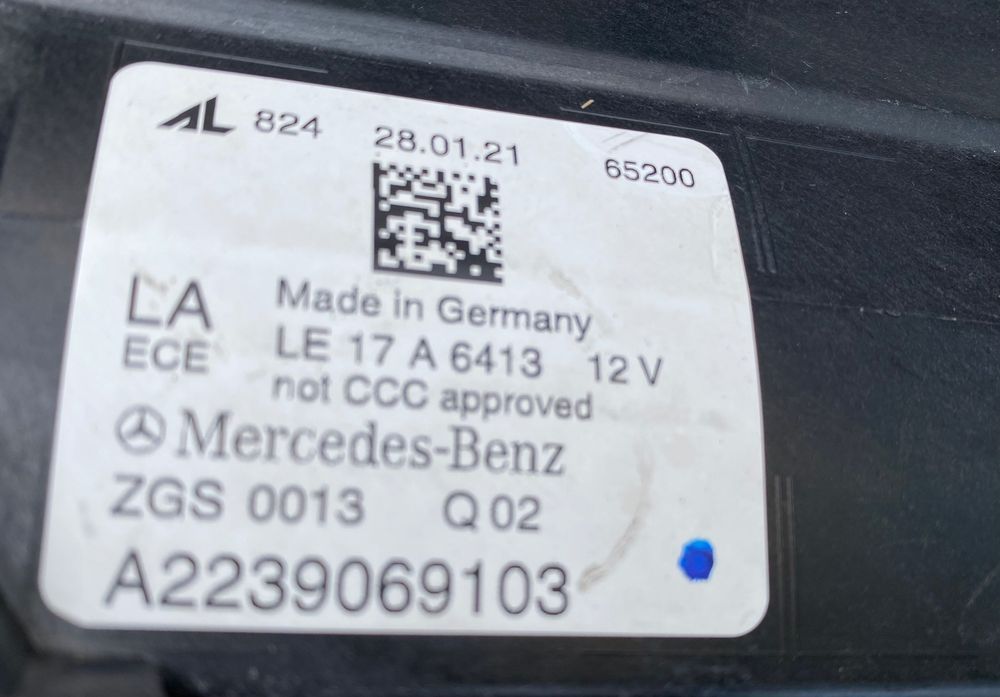 AL 824 28.01.21 65200
LA Made in Germany
ECE LE 17 A 6413 12 V
not CCC approved
Mercedes-Benz
ZGS 0013 Q 02
A2239069103